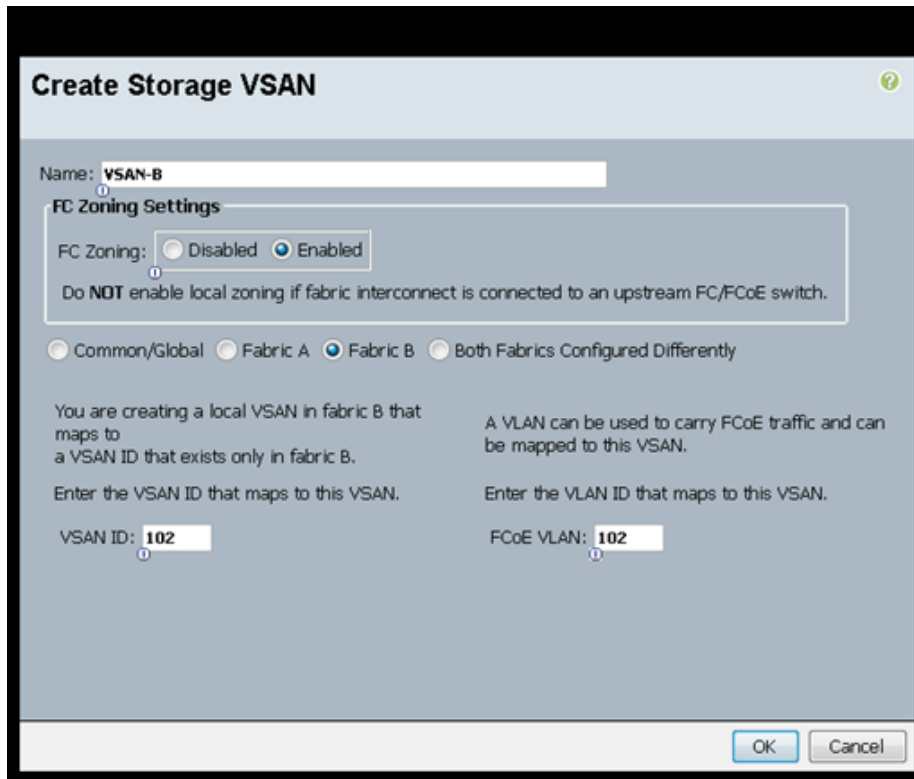 Create Storage VSAN
Name: VSAN-B
FC Zoning Settings
FC Zoning: Disabled Enabled
Do NOT enable local zoning if fabric interconnect is connected to an upstream FC/FCoE switch.
Common/Global Fabric A Fabric B Both Fabrics Configured Differently
You are creating a local VSAN in fabric B that
maps to
a VSAN ID that exists only in fabric B.
Enter the VSAN ID that maps to this VSAN.
VSAN ID: 102
A VLAN can be used to carry FCoE traffic and can
be mapped to this VSAN.
Enter the VLAN ID that maps to this VSAN.
FCoE VLAN: 102
OK Cancel